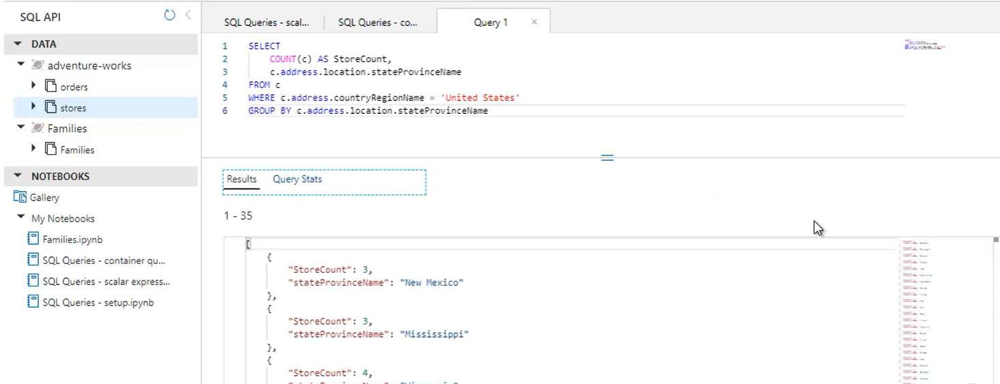 SQL API
DATA
adventure-works
orders
stores
Families
Families
NOTEBOOKS
Gallery
My Notebooks
Families.ipynb
SQL Queries - container qu...
SQL Queries - scalar express...
SQL Queries - setup.ipynb
SQL Queries - scal...
SQL Queries - co...
Query 1 ×
1 SELECT
2 COUNT(c) AS StoreCount,
3 c.address.location.stateProvinceName
4 FROM c
5 WHERE c.address.countryRegionName = 'United States'
6 GROUP BY c.address.location.stateProvinceName
Results Query Stats
1 - 35
[
{
"StoreCount": 3,
"stateProvinceName": "New Mexico"
},
{
"StoreCount": 3,
"stateProvinceName": "Mississippi"
},
{
"StoreCount": 4,